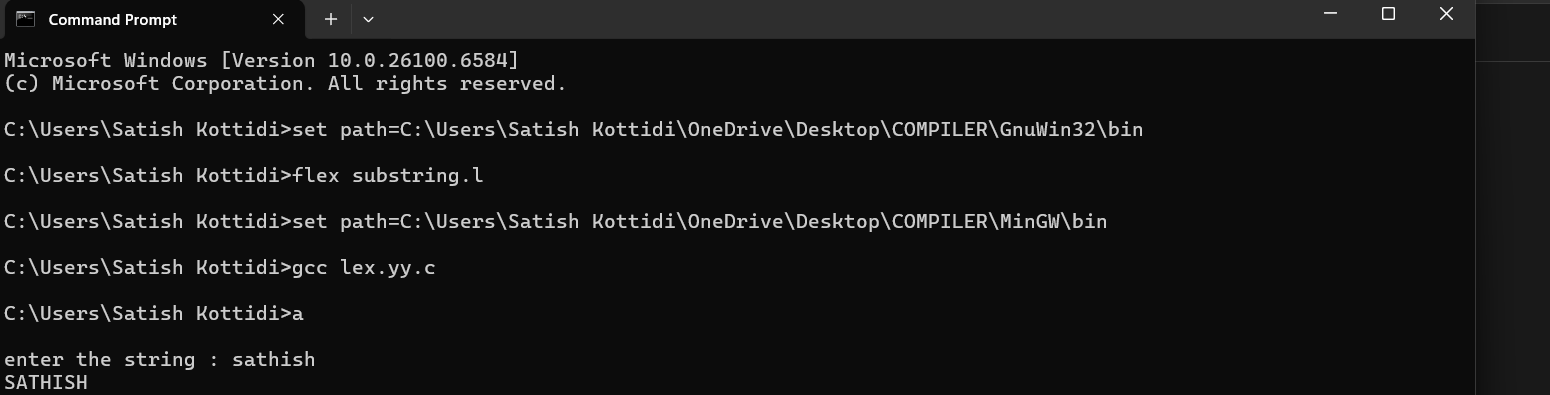 Command Prompt
Microsoft Windows [Version 10.0.26100.6584]
(c) Microsoft Corporation. All rights reserved.
C:\Users\Satish Kottidi>set path=C:\Users\Satish Kottidi\OneDrive\Desktop\COMPILER\GnuWin32\bin
C:\Users\Satish Kottidi>flex substring.l
C:\Users\Satish Kottidi>set path=C:\Users\Satish Kottidi\OneDrive\Desktop\COMPILER\MinGW\bin
C:\Users\Satish Kottidi>gcc lex.yy.c
C:\Users\Satish Kottidi>a
enter the string : sathish
SATHISH